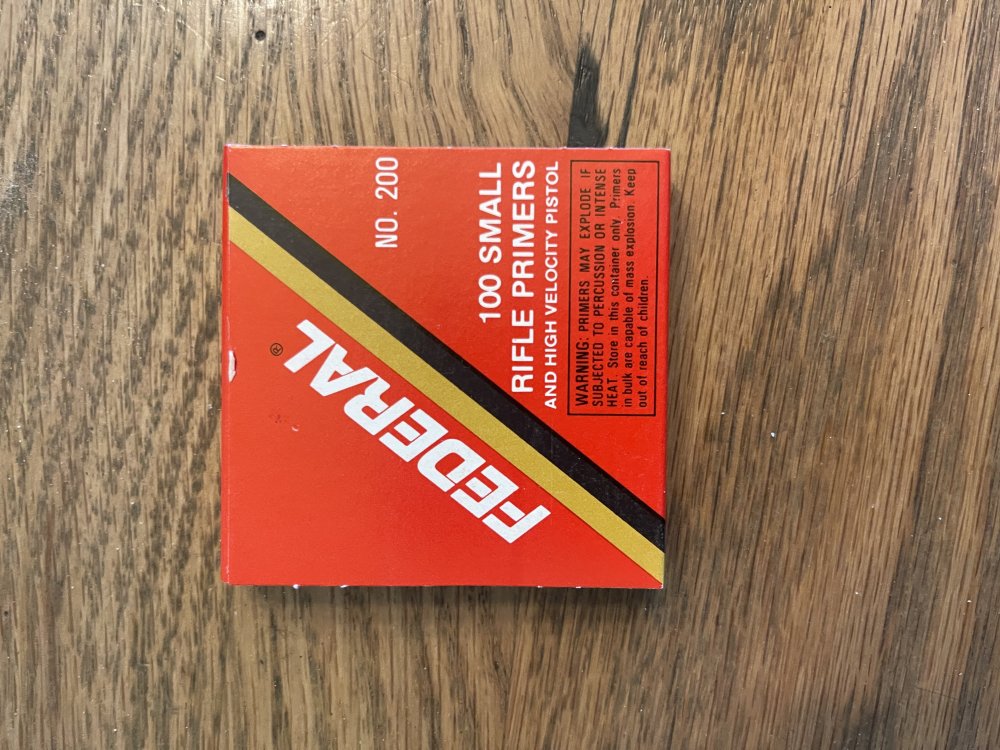 FEDERAL®
NO. 200
100 SMALL
RIFLE PRIMERS
AND HIGH VELOCITY PISTOL
WARNING: PRIMERS MAY EXPLODE IF
SUBJECTED TO PERCUSSION OR INTENSE
HEAT. Store in this container only. Primers
in bulk are capable of mass explosion. Keep
out of reach of children.